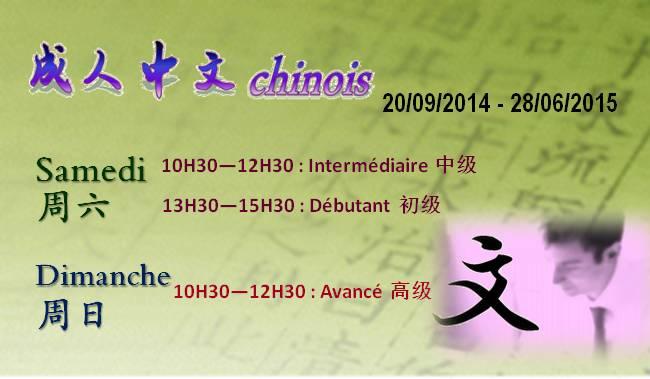 成人中文 chinois
20/09/2014 - 28/06/2015
Samedi 10H30—12H30 : Intermédiaire 中级
周六 13H30—15H30 : Débutant 初级
Dimanche 10H30—12H30 : Avancé 高级
周日
文